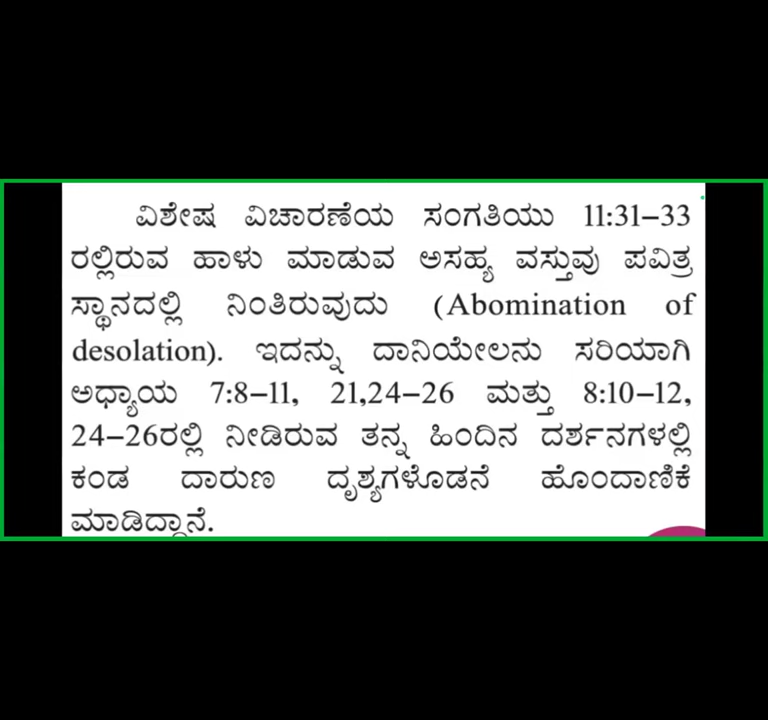 ವಿಶೇಷ ವಿಚಾರಣೆಯ ಸಂಗತಿಯು 11:31–33
ರಲ್ಲಿರುವ ಹಾಳು ಮಾಡುವ ಅಸಹ್ಯ ವಸ್ತುವು ಪವಿತ್ರ
ಸ್ಥಾನದಲ್ಲಿ ನಿಂತಿರುವುದು (Abomination of
desolation). ಇದನ್ನು ದಾನಿಯೇಲನು ಸರಿಯಾಗಿ
ಅಧ್ಯಾಯ 7:8–11, 21,24–26 ಮತ್ತು 8:10–12,
24–26ರಲ್ಲಿ ನೀಡಿರುವ ತನ್ನ ಹಿಂದಿನ ದರ್ಶನಗಳಲ್ಲಿ
ಕಂಡ ದಾರುಣ ದೃಶ್ಯಗಳೊಡನೆ ಹೊಂದಾಣಿಕೆ
ಮಾಡಿದ್ದಾನೆ.